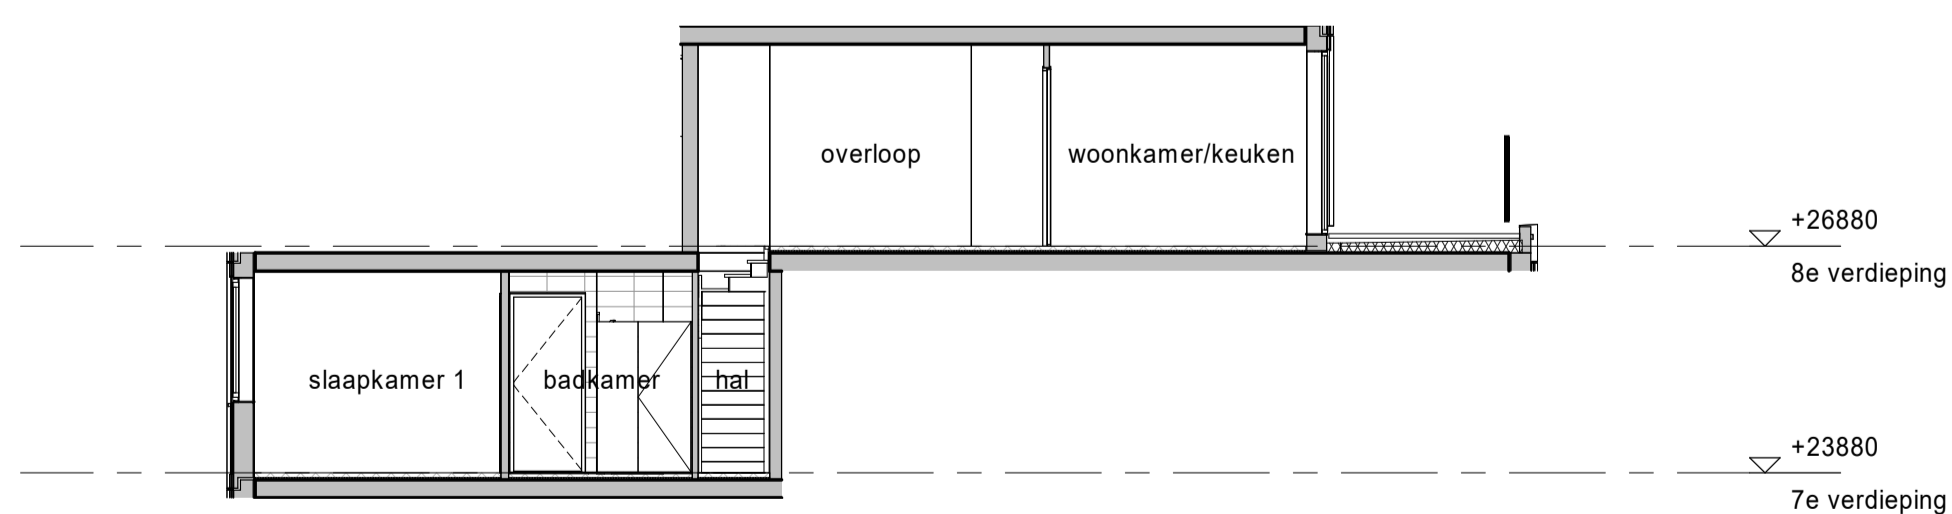 overloop
woonkamer/keuken
+26880
8e verdieping
slaapkamer 1
badkamer
hal
+23880
7e verdieping